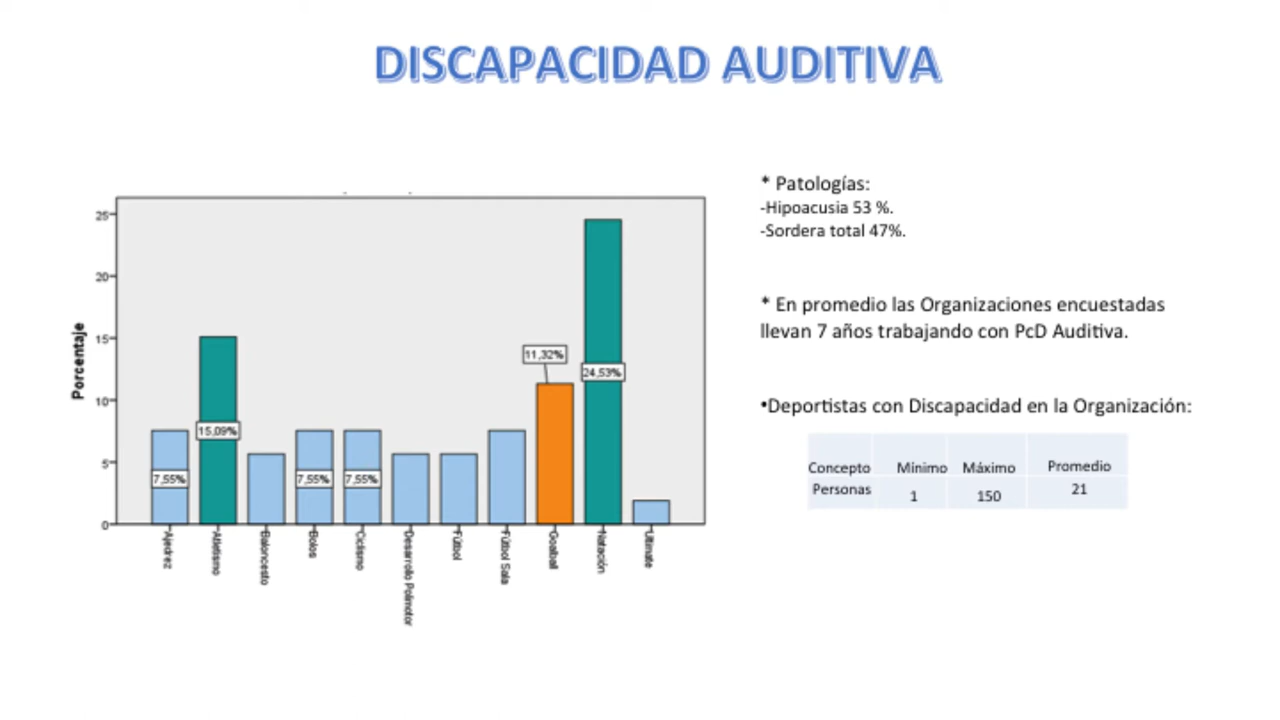 DISCAPACIDAD AUDITIVA
Porcentaje
25
20
15
10
5
0
7,55%
15,09%
7,55%
7,55%
11,32%
24,53%
Ajedrez
Atletismo
Baloncesto
Bolos
Ciclismo
Desarrollo Polimotor
Fútbol
Fútbol Sala
Goalball
Natación
Ultimate
* Patologías:
-Hipoacusia 53 %.
-Sordera total 47%.
* En promedio las Organizaciones encuestadas
llevan 7 años trabajando con PcD Auditiva.
•Deportistas con Discapacidad en la Organización:
Concepto Mínimo Máximo Promedio
Personas 1 150 21